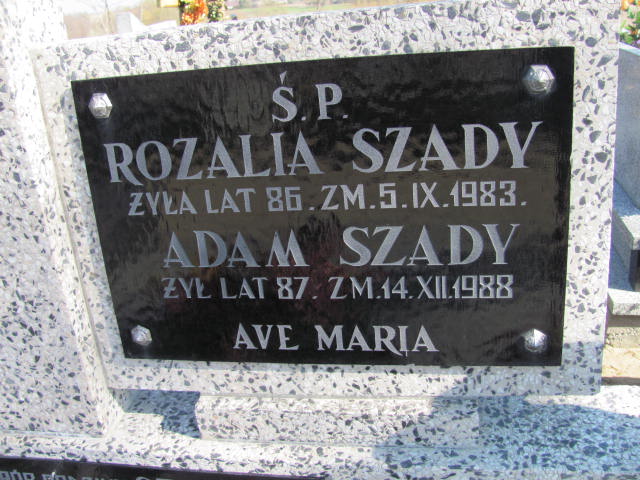 Ś.P.
ROZALIA SZADY
ŻYŁA LAT 86. ZM. 5.IX.1983.
ADAM SZADY
ŻYŁ LAT 87. ZM.14.XII.1988
AVE MARIA